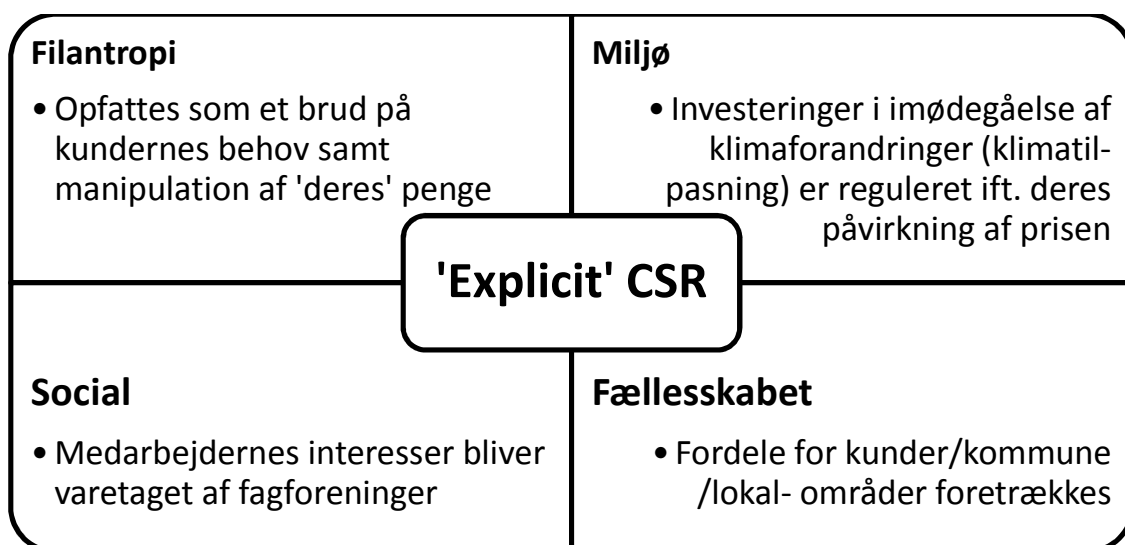 Filantropi
• Opfattes som et brud på
kundernes behov samt
manipulation af 'deres' penge
Miljø
• Investeringer i imødegåelse af
klimaforandringer (klimatil-
pasning) er reguleret ift. deres
påvirkning af prisen
'Explicit' CSR
Social
• Medarbejdernes interesser bliver
varetaget af fagforeninger
Fællesskabet
• Fordele for kunder/kommune
/lokal- områder foretrækkes